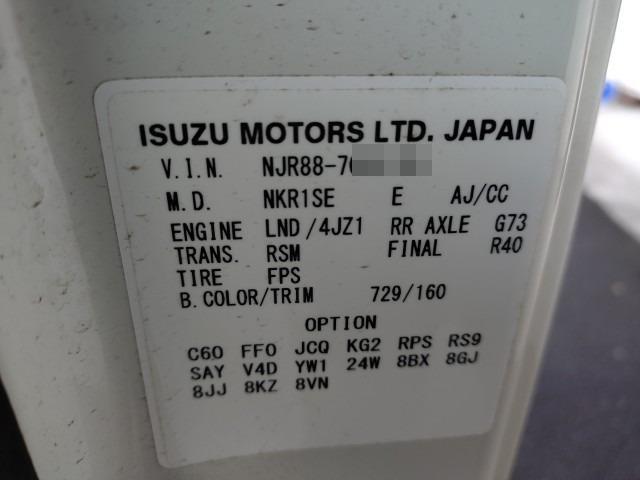 ISUZU MOTORS LTD. JAPAN
V.I.N. NJR88-7
M.D. NKR1SE E AJ/CC
ENGINE LND/4JZ1 RR AXLE G73
TRANS. RSM FINAL R40
TIRE FPS
B.COLOR/TRIM 729/160
OPTION
C60 FF0 JCQ KG2 RPS RS9
SAY V4D YW1 24W 8BX 8GJ
8JJ 8KZ 8VN